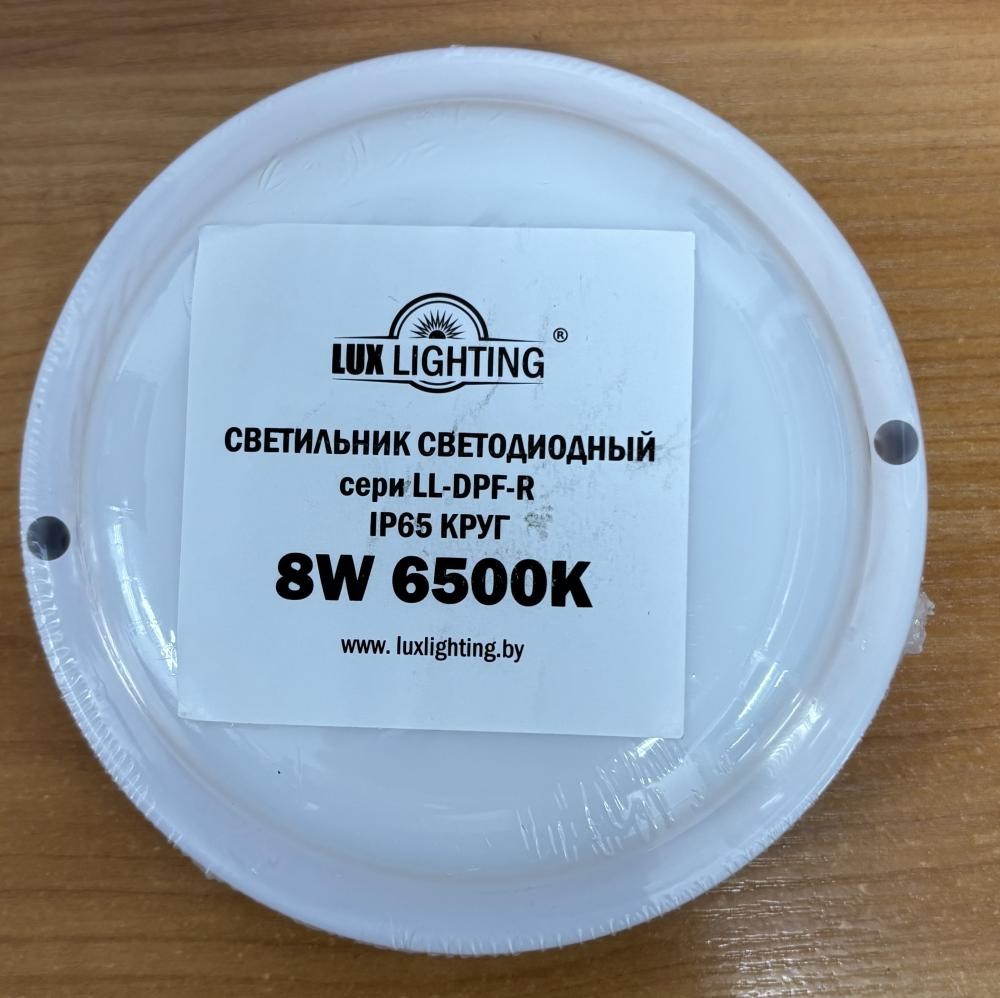 LUX LIGHTING ®
СВЕТИЛЬНИК СВЕТОДИОДНЫЙ
сери LL-DPF-R
IP65 КРУГ
8W 6500K
www. luxlighting.by